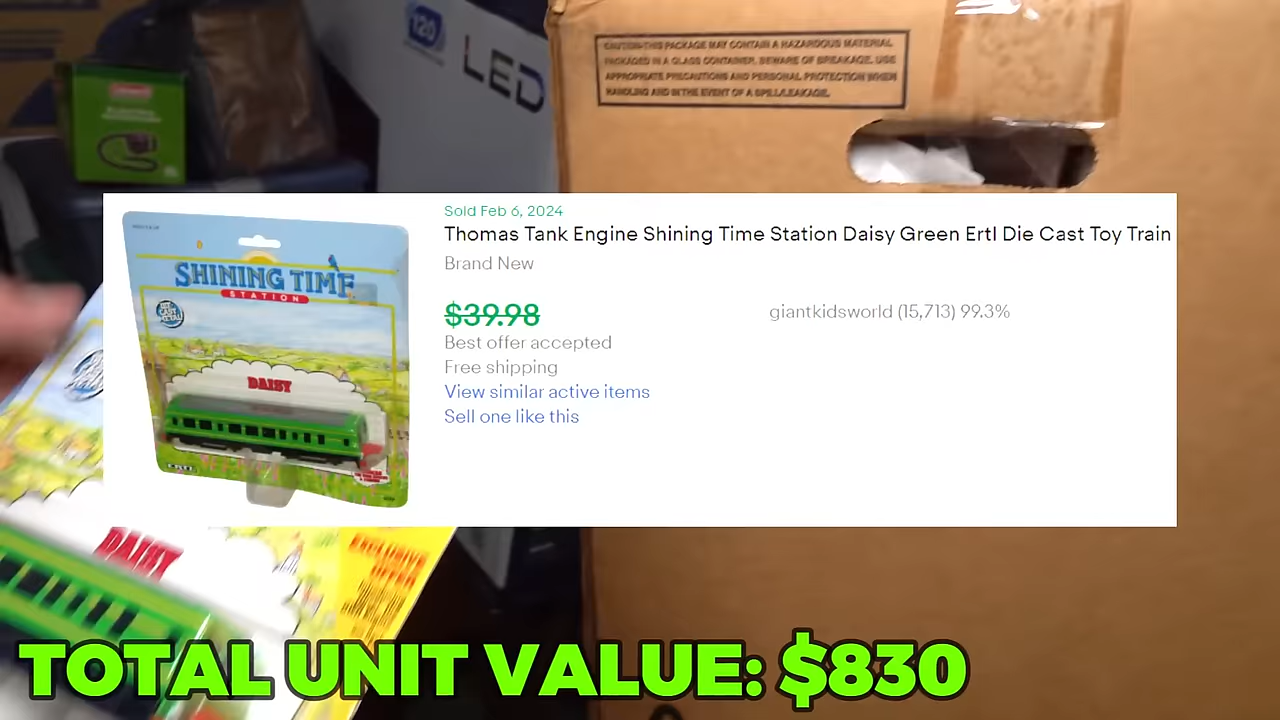 120
LED
CAUTION-THIS PACKAGE MAY CONTAIN A HAZARDOUS MATERIAL
PACKAGED IN A GLASS CONTAINER. BEWARE OF BREAKAGE. USE
APPROPRIATE PRECAUTIONS AND PERSONAL PROTECTION WHEN
HANDLING AND IN THE EVENT OF A SPILL/LEAKAGE.
Sold Feb 6, 2024
Thomas Tank Engine Shining Time Station Daisy Green Ertl Die Cast Toy Train
Brand New
$39.98
giantkidsworld (15,713) 99.3%
Best offer accepted
Free shipping
View similar active items
Sell one like this
SHINING TIME
STATION
DAISY
ERTL
DAISY
EXCLUSIVE
TOTAL UNIT VALUE: $830